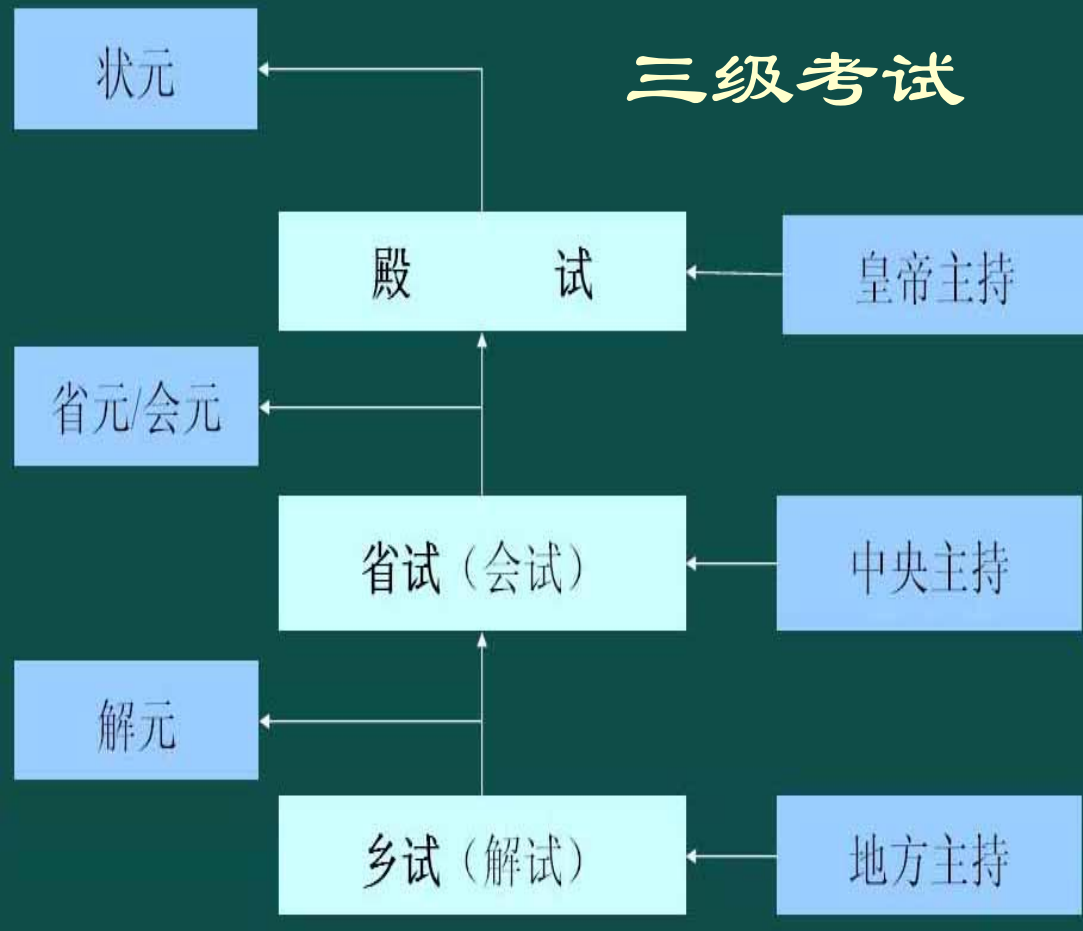 三级考试
状元
殿 试
皇帝主持
省元/会元
省试（会试）
中央主持
解元
乡试（解试）
地方主持